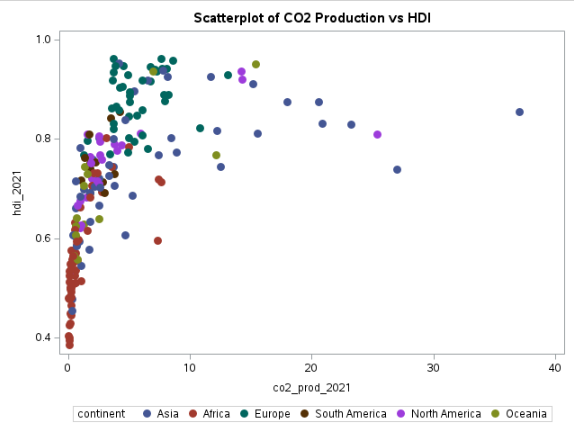 Scatterplot of CO2 Production vs HDI
1.0
0.8
0.6
0.4
hdi_2021
0
10
20
30
40
co2_prod_2021
continent Asia Africa Europe South America North America Oceania